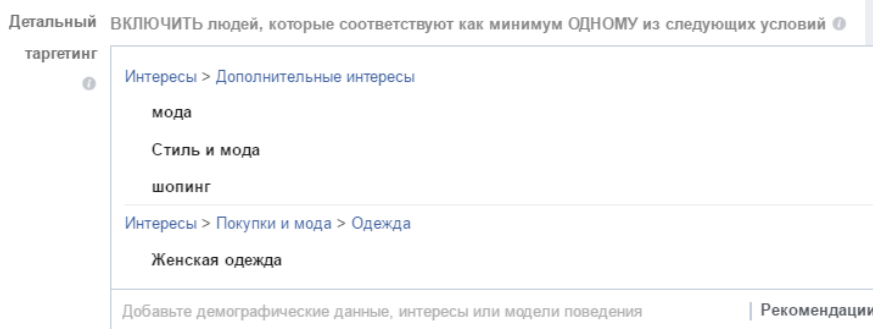 Детальный таргетинг
ВКЛЮЧИТЬ людей, которые соответствуют как минимум ОДНОМУ из следующих условий
Интересы > Дополнительные интересы
мода
Стиль и мода
шопинг
Интересы > Покупки и мода > Одежда
Женская одежда
Добавьте демографические данные, интересы или модели поведения | Рекомендации